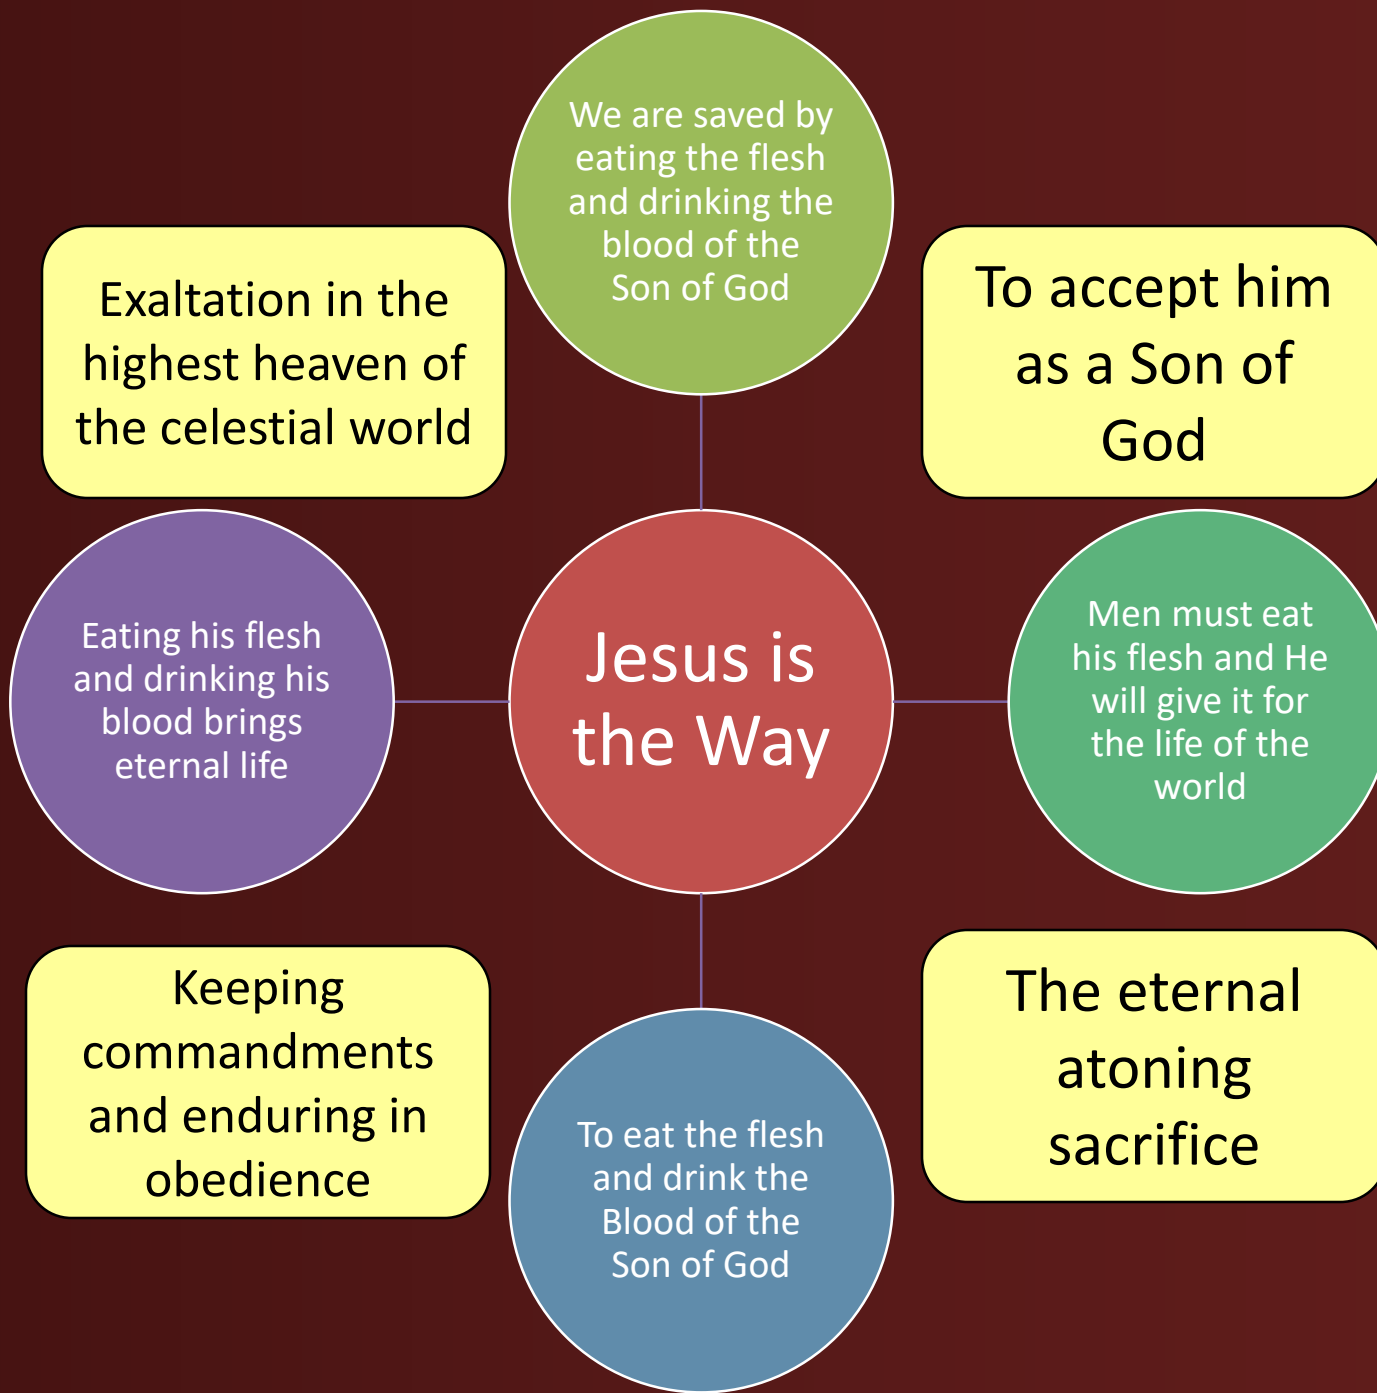 We are saved by
eating the flesh
and drinking the
blood of the
Son of God
Exaltation in the
highest heaven of
the celestial world
To accept him
as a Son of
God
Eating his flesh
and drinking his
blood brings
eternal life
Jesus is
the Way
Men must eat
his flesh and He
will give it for
the life of the
world
Keeping
commandments
and enduring in
obedience
The eternal
atoning
sacrifice
To eat the flesh
and drink the
Blood of the
Son of God